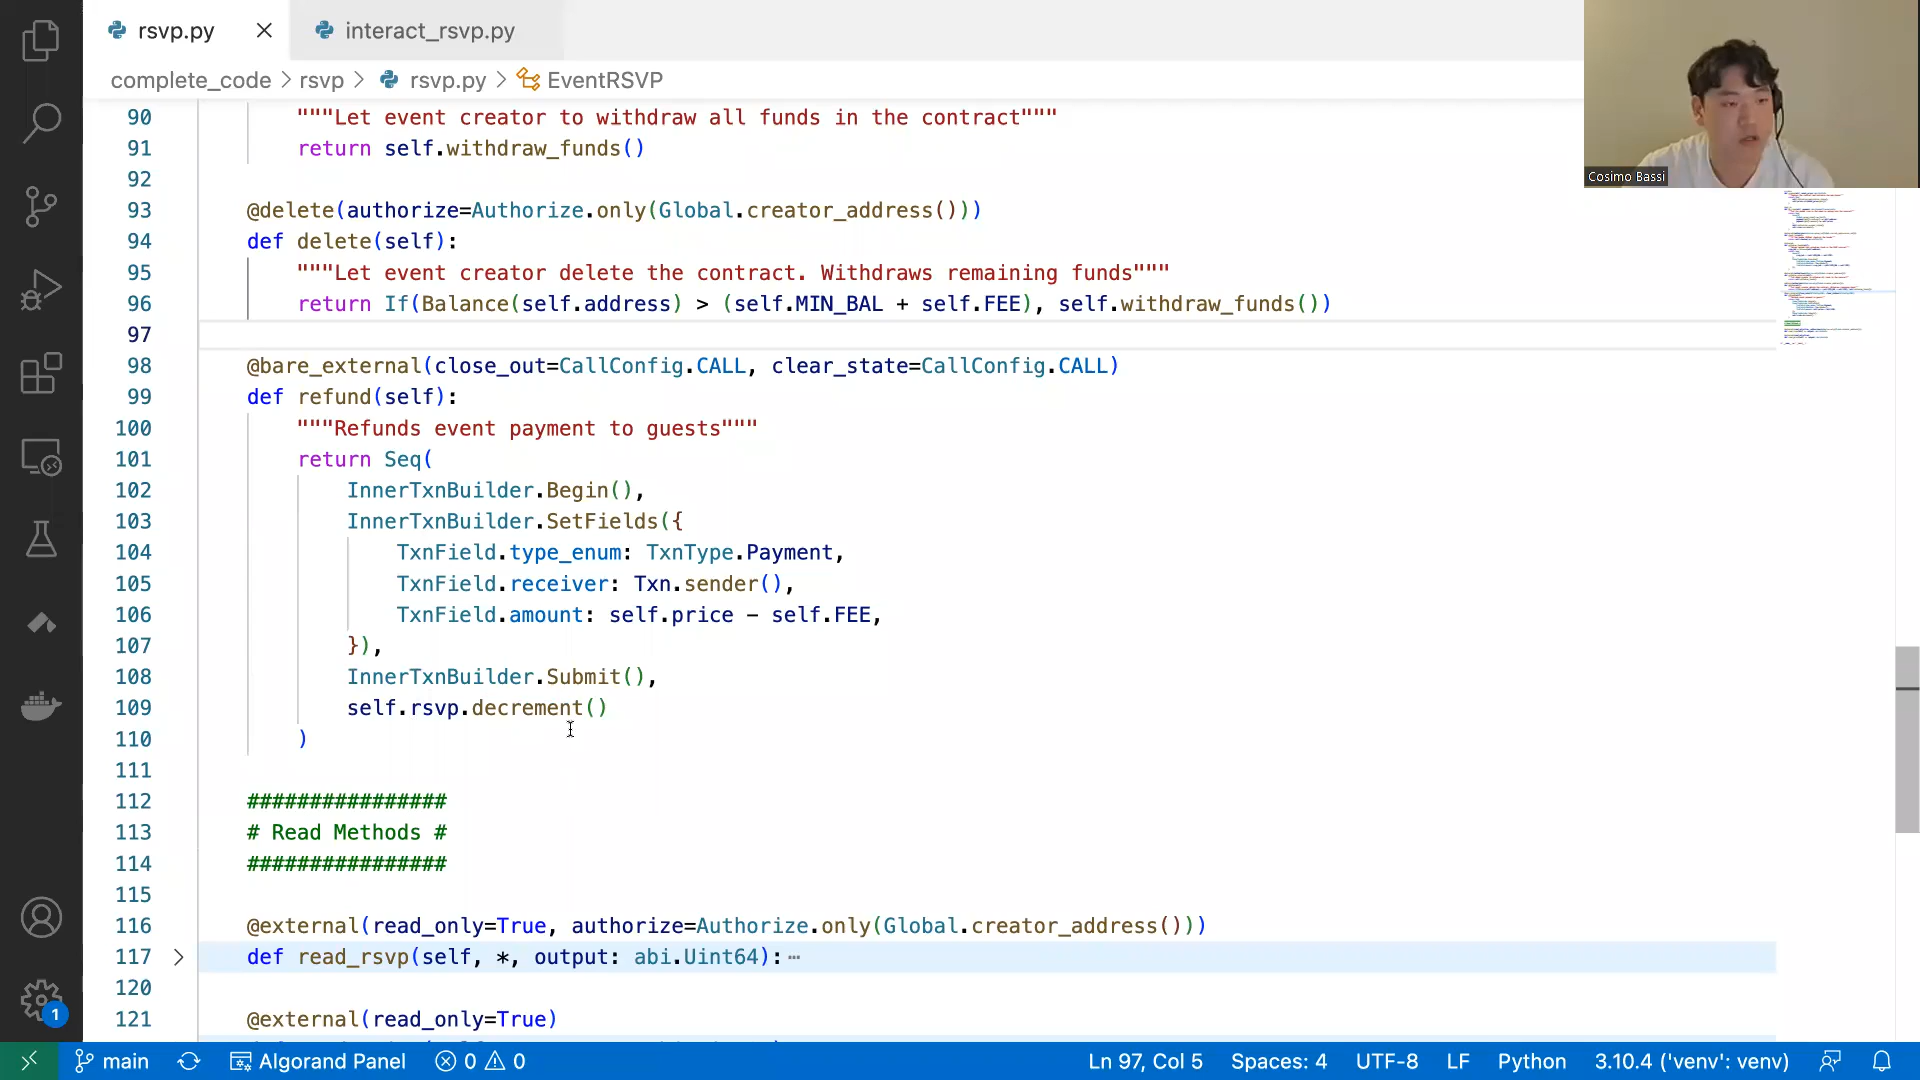 rsvp.py
interact_rsvp.py
complete_code > rsvp > rsvp.py > EventRSVP
Cosimo Bassi
90 """Let event creator to withdraw all funds in the contract"""
91 return self.withdraw_funds()
92
93 @delete(authorize=Authorize.only(Global.creator_address()))
94 def delete(self):
95 """Let event creator delete the contract. Withdraws remaining funds"""
96 return If(Balance(self.address) > (self.MIN_BAL + self.FEE), self.withdraw_funds())
97
98 @bare_external(close_out=CallConfig.CALL, clear_state=CallConfig.CALL)
99 def refund(self):
100 """Refunds event payment to guests"""
101 return Seq(
102 InnerTxnBuilder.Begin(),
103 InnerTxnBuilder.SetFields({
104 TxnField.type_enum: TxnType.Payment,
105 TxnField.receiver: Txn.sender(),
106 TxnField.amount: self.price - self.FEE,
107 }),
108 InnerTxnBuilder.Submit(),
109 self.rsvp.decrement()
110 )
111
112 ################
113 # Read Methods #
114 ################
115
116 @external(read_only=True, authorize=Authorize.only(Global.creator_address()))
117 def read_rsvp(self, *, output: abi.Uint64):⋯
120
121 @external(read_only=True)
1
main Algorand Panel 0 0 Ln 97, Col 5 Spaces: 4 UTF-8 LF Python 3.10.4 ('venv': venv)